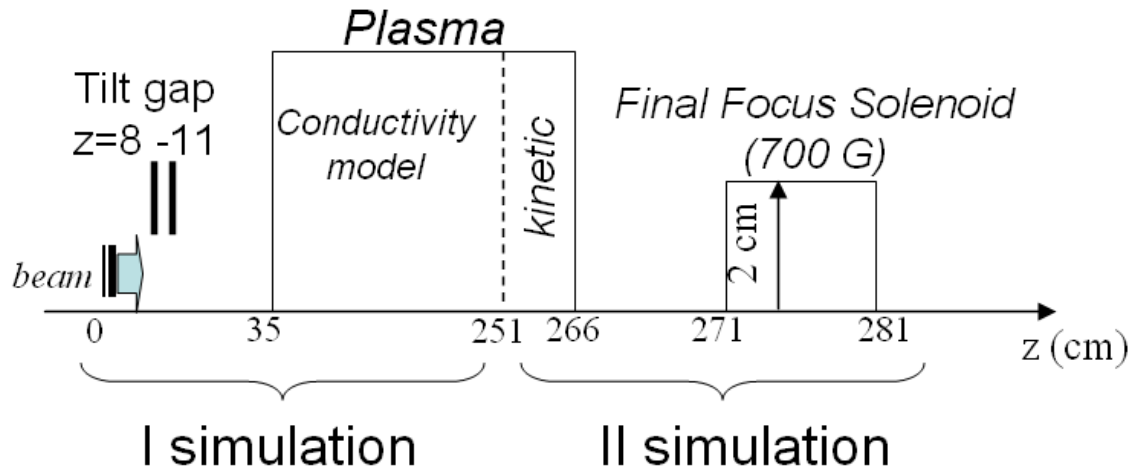 Plasma
Tilt gap
z=8 -11
Conductivity
model
kinetic
Final Focus Solenoid
(700 G)
2 cm
beam
0
35
251
266
271
281
z (cm)
I simulation
II simulation